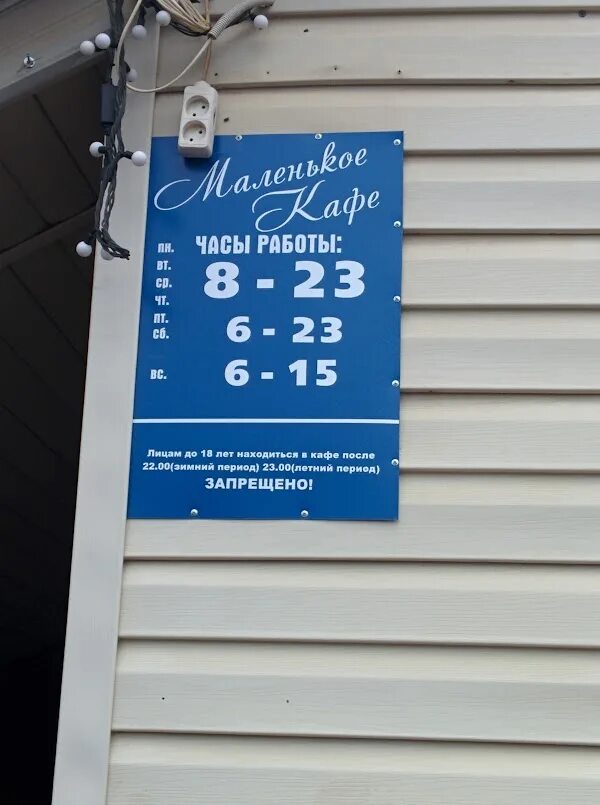 Маленькое
Кафе
ЧАСЫ РАБОТЫ:
ПН.
ВТ.
СР.
ЧТ.
8 - 23
ПТ.
СБ.
6 - 23
ВС.
6 - 15
Лицам до 18 лет находиться в кафе после
22.00(зимний период) 23.00(летний период)
ЗАПРЕЩЕНО!